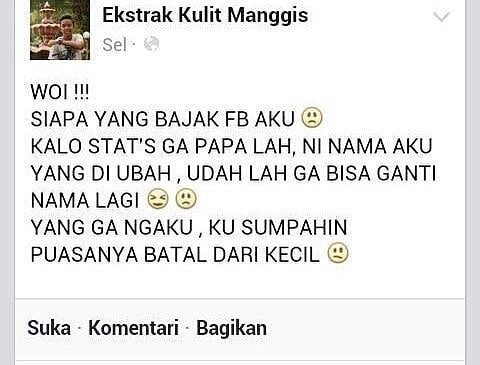 Ekstrak Kulit Manggis
Sel ·
WOI !!!
SIAPA YANG BAJAK FB AKU
KALO STAT'S GA PAPA LAH, NI NAMA AKU
YANG DI UBAH , UDAH LAH GA BISA GANTI
NAMA LAGI
YANG GA NGAKU , KU SUMPAHIN
PUASANYA BATAL DARI KECIL
Suka · Komentari · Bagikan